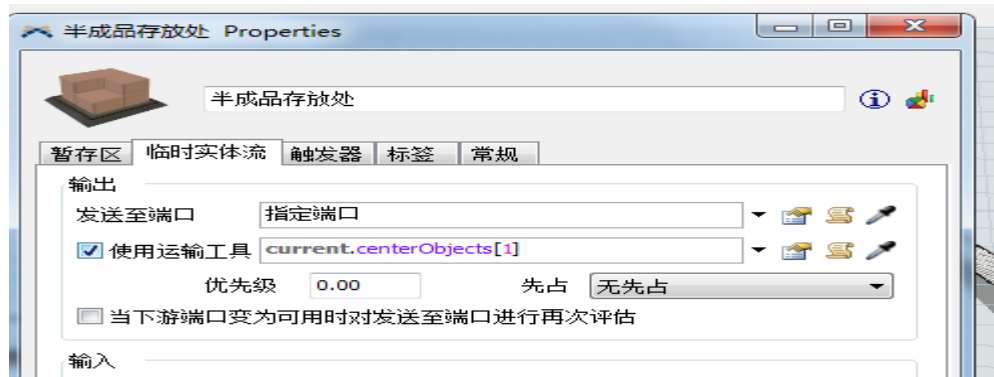 半成品存放处 Properties
半成品存放处
暂存区 临时实体流 触发器 标签 常规
输出
发送至端口 指定端口
使用运输工具 current.centerObjects[1]
优先级 0.00 先占 无先占
当下游端口变为可用时对发送至端口进行再次评估
输入